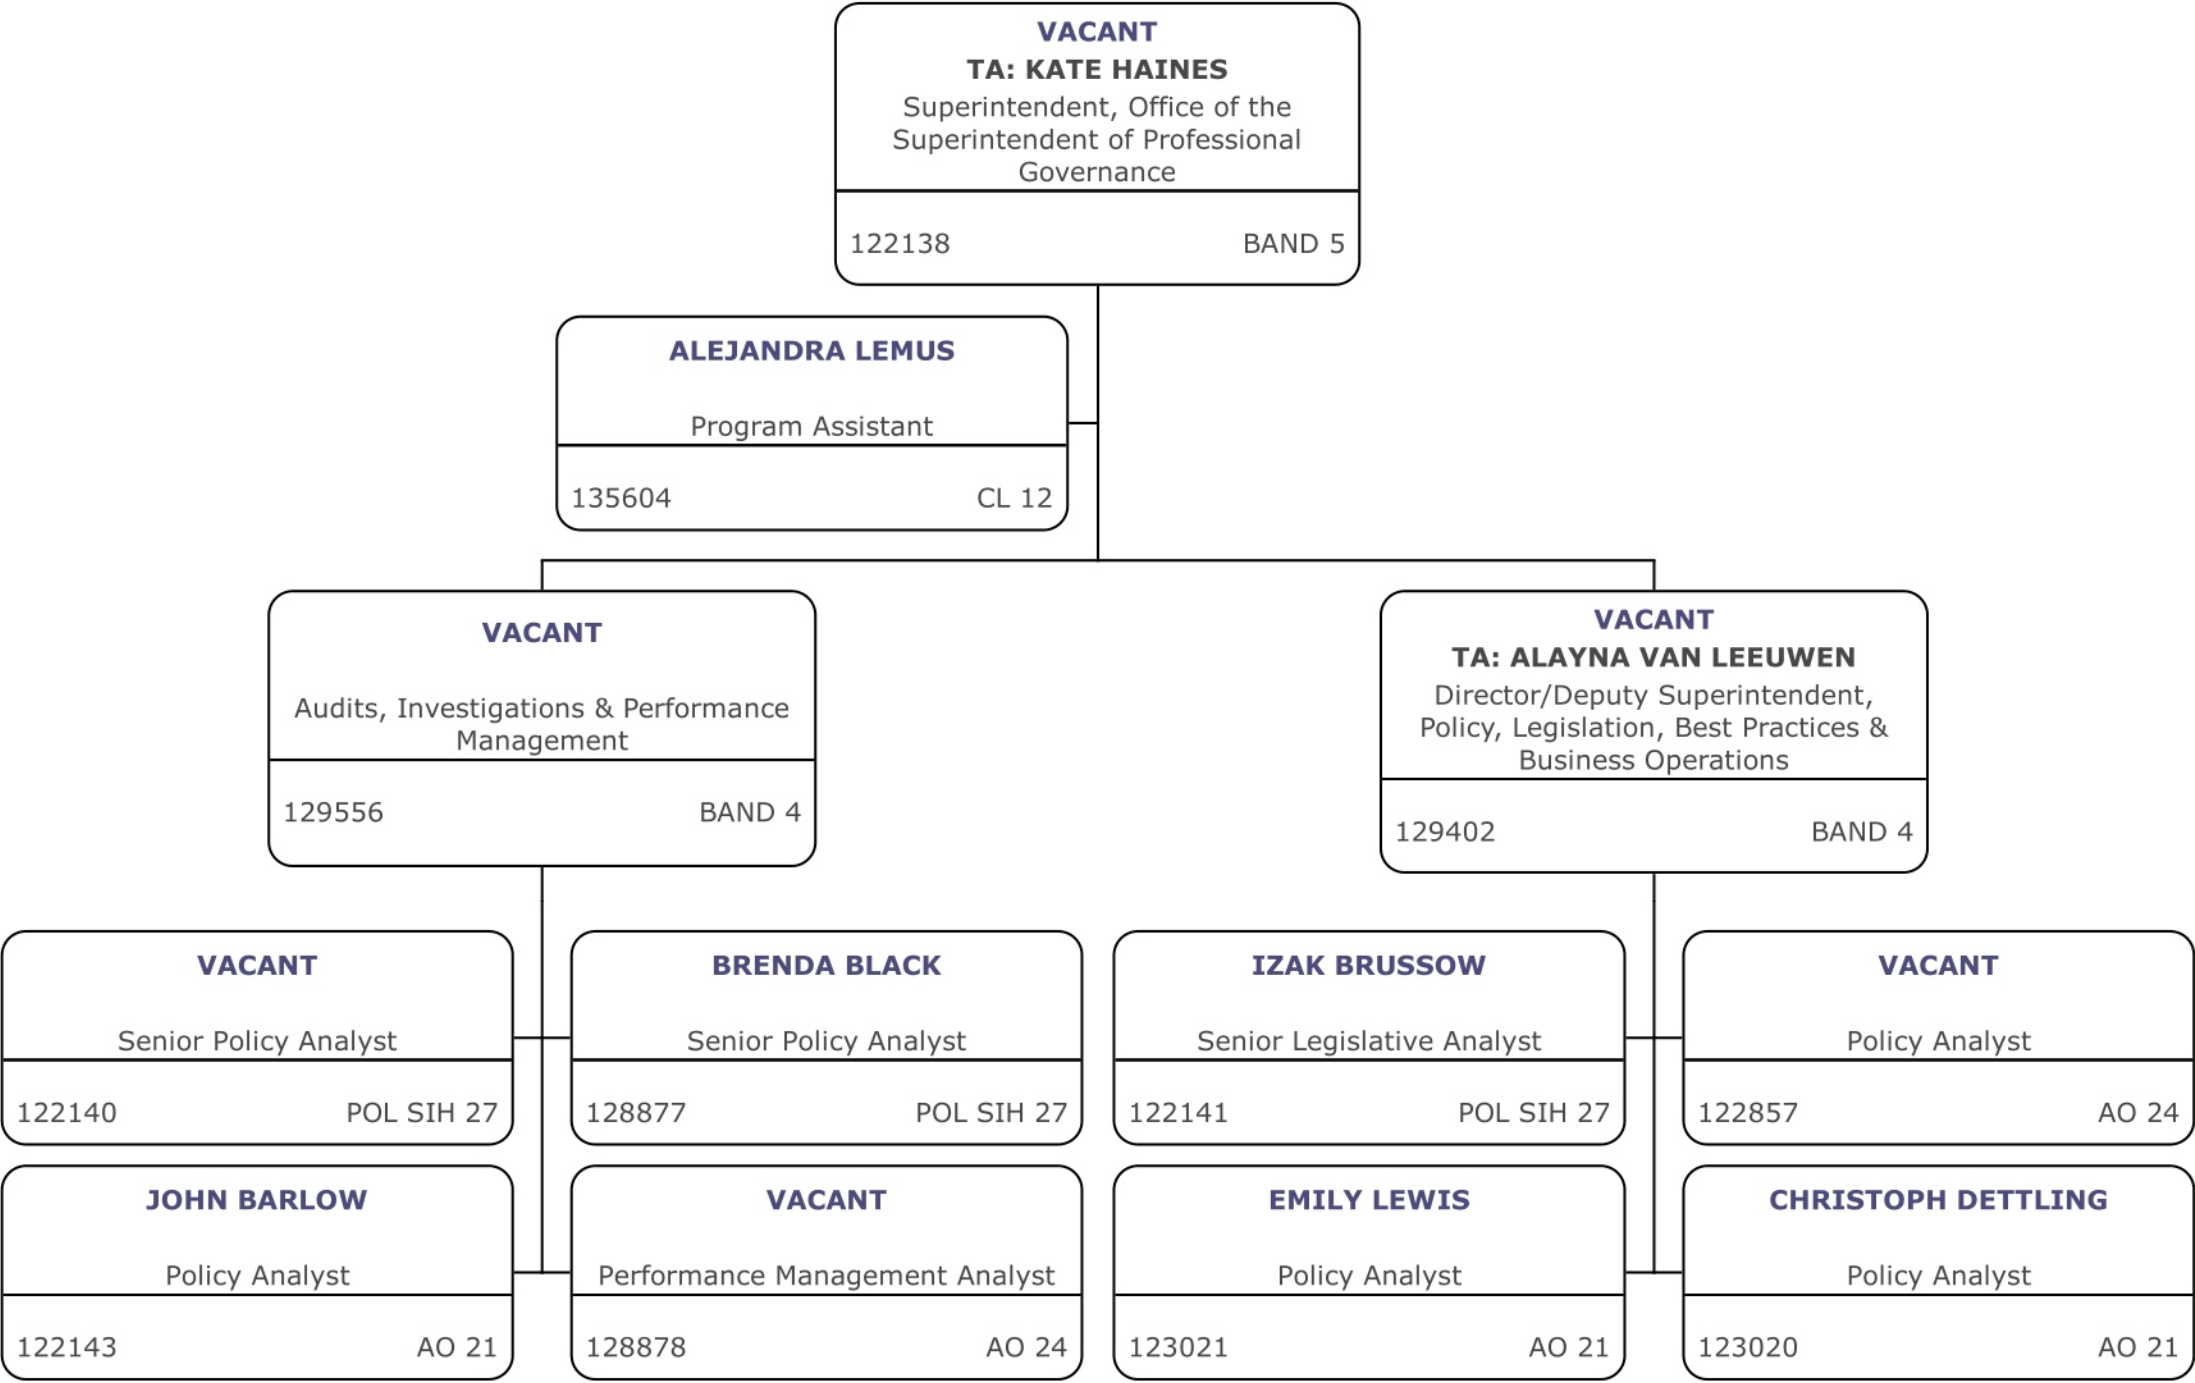 VACANT
TA: KATE HAINES
Superintendent, Office of the
Superintendent of Professional
Governance
122138 BAND 5
ALEJANDRA LEMUS
Program Assistant
135604 CL 12
VACANT
Audits, Investigations & Performance
Management
129556 BAND 4
VACANT
TA: ALAYNA VAN LEEUWEN
Director/Deputy Superintendent,
Policy, Legislation, Best Practices &
Business Operations
129402 BAND 4
VACANT
Senior Policy Analyst
122140 POL SIH 27
BRENDA BLACK
Senior Policy Analyst
128877 POL SIH 27
IZAK BRUSSOW
Senior Legislative Analyst
122141 POL SIH 27
VACANT
Policy Analyst
122857 AO 24
JOHN BARLOW
Policy Analyst
122143 AO 21
VACANT
Performance Management Analyst
128878 AO 24
EMILY LEWIS
Policy Analyst
123021 AO 21
CHRISTOPH DETTLING
Policy Analyst
123020 AO 21